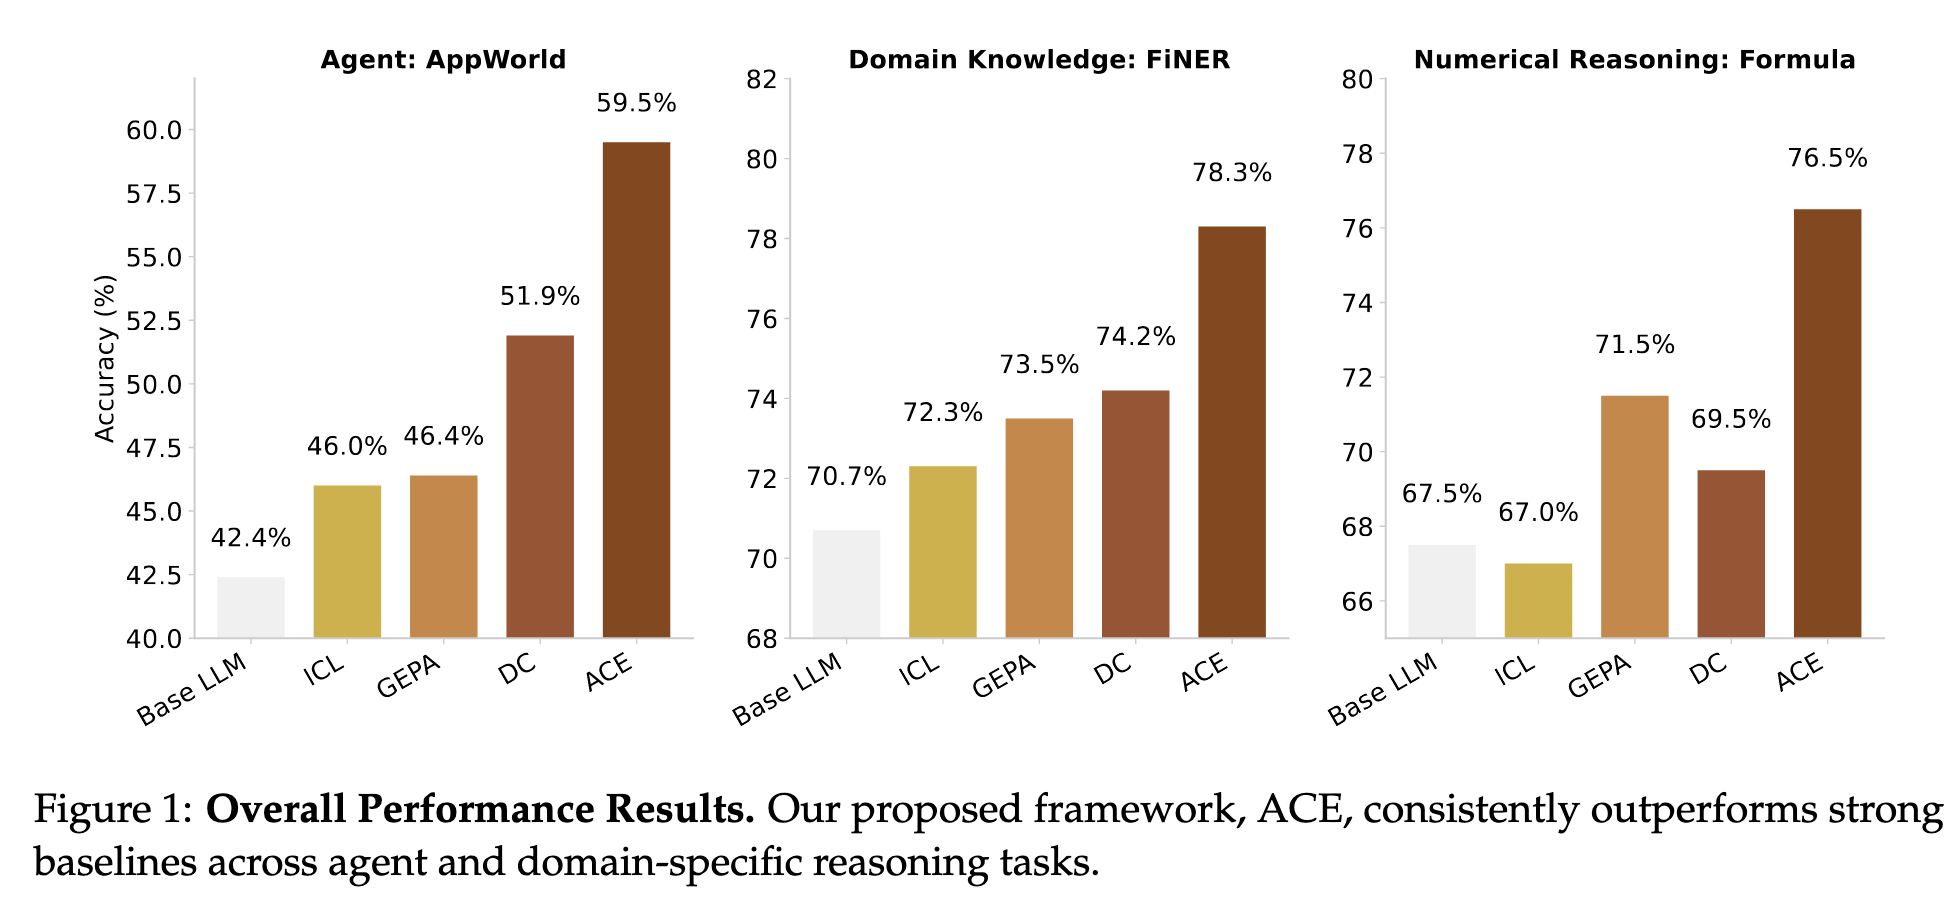 Agent: AppWorld
Accuracy (%)
60.0
57.5
55.0
52.5
50.0
47.5
45.0
42.5
40.0
42.4%
46.0%
46.4%
51.9%
59.5%
Base LLM
ICL
GEPA
DC
ACE
Domain Knowledge: FiNER
82
80
78
76
74
72
70
68
70.7%
72.3%
73.5%
74.2%
78.3%
Base LLM
ICL
GEPA
DC
ACE
Numerical Reasoning: Formula
80
78
76
74
72
70
68
66
67.5%
67.0%
71.5%
69.5%
76.5%
Base LLM
ICL
GEPA
DC
ACE
Figure 1: Overall Performance Results. Our proposed framework, ACE, consistently outperforms strong
baselines across agent and domain-specific reasoning tasks.